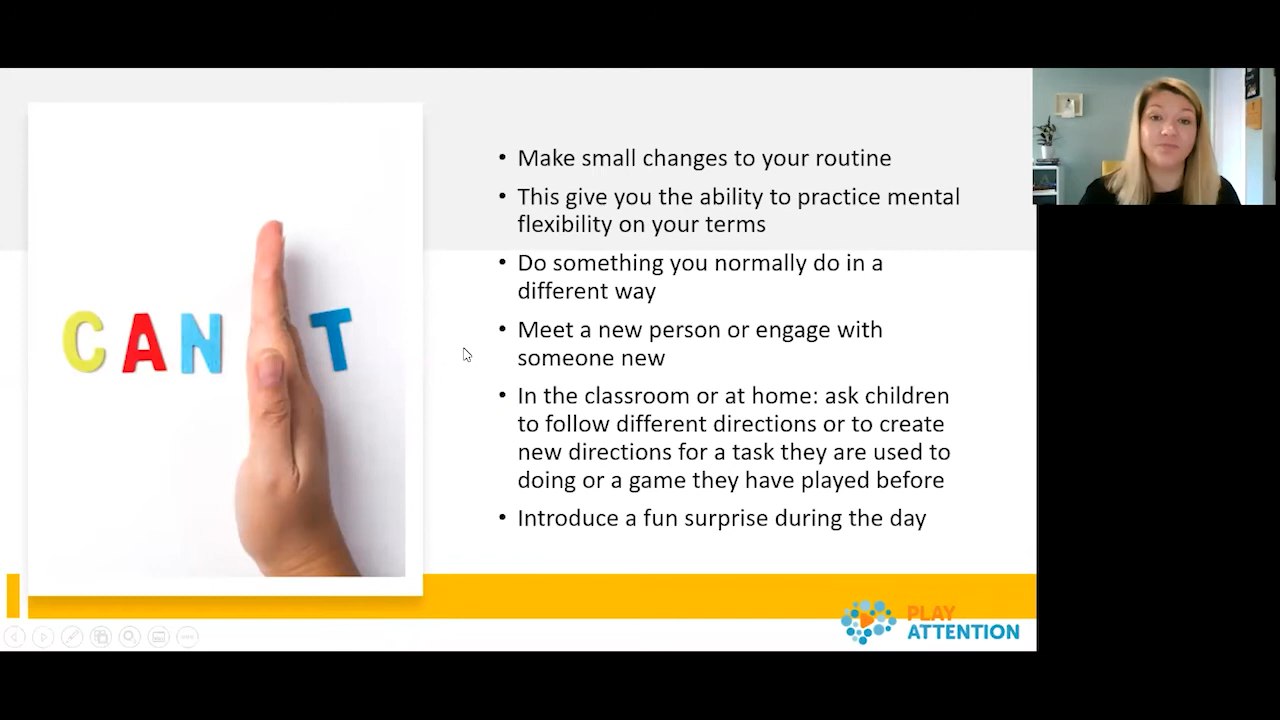 CAN T
• Make small changes to your routine
• This give you the ability to practice mental
flexibility on your terms
• Do something you normally do in a
different way
• Meet a new person or engage with
someone new
• In the classroom or at home: ask children
to follow different directions or to create
new directions for a task they are used to
doing or a game they have played before
• Introduce a fun surprise during the day
PLAY
ATTENTION